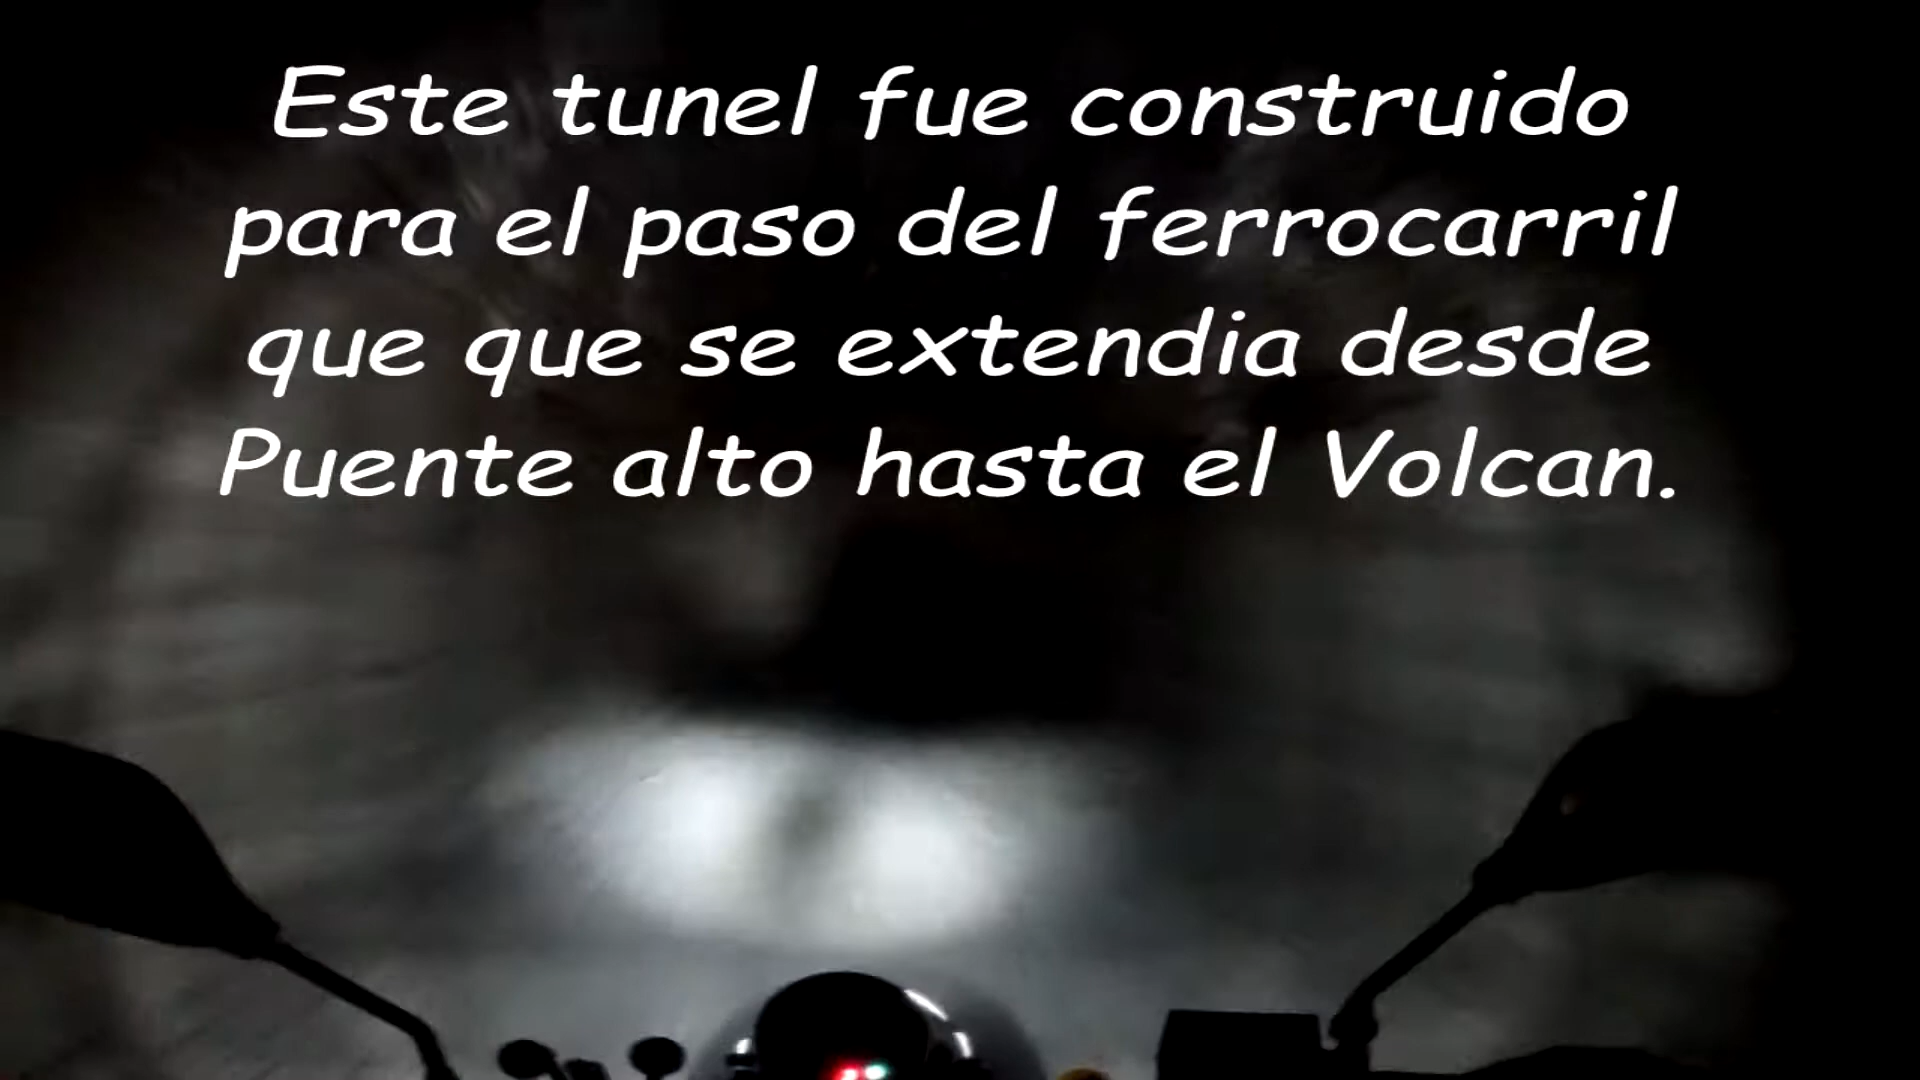 Este tunel fue construido
para el paso del ferrocarril
que que se extendia desde
Puente alto hasta el Volcan.